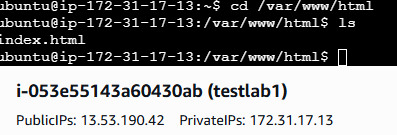 ubuntu@ip-172-31-17-13:~$ cd /var/www/html
ubuntu@ip-172-31-17-13:/var/www/html$ ls
index.html
ubuntu@ip-172-31-17-13:/var/www/html$
i-053e55143a60430ab (testlab1)
PublicIPs: 13.53.190.42 PrivateIPs: 172.31.17.13